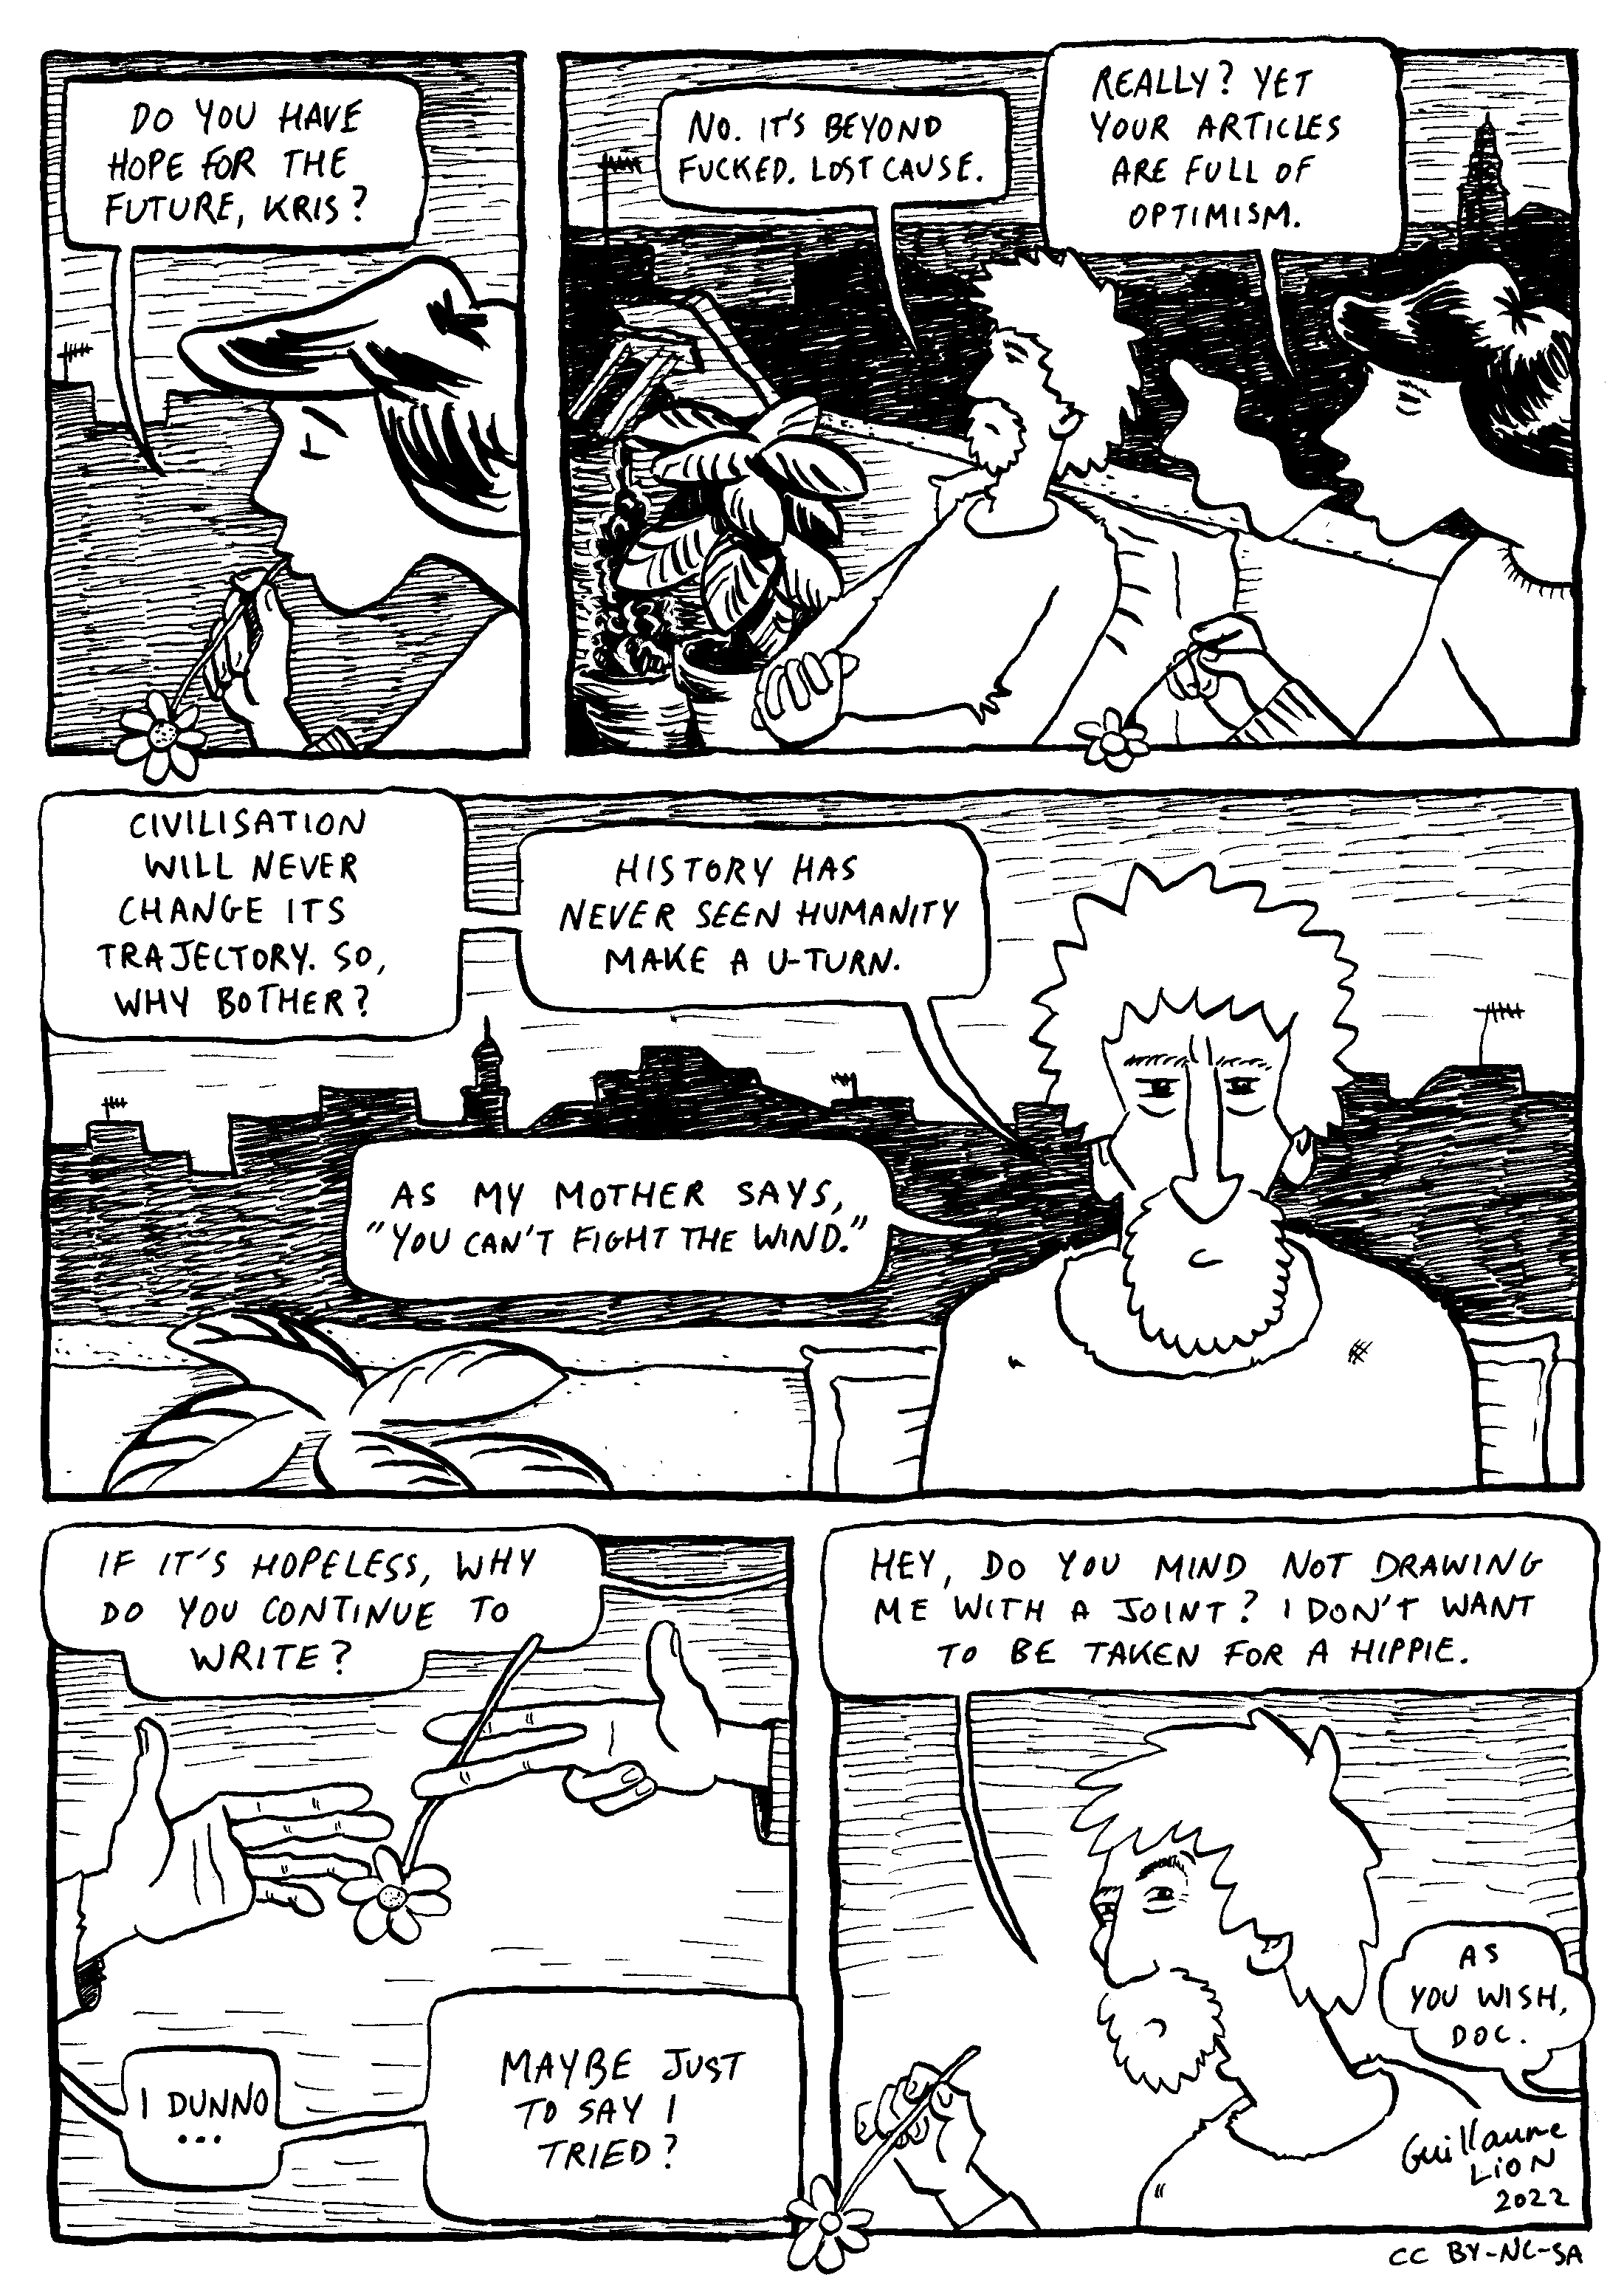 DO YOU HAVE
HOPE FOR THE
FUTURE, KRIS?
NO. IT'S BEYOND
FUCKED. LOST CAUSE.
REALLY? YET
YOUR ARTICLES
ARE FULL OF
OPTIMISM.
CIVILISATION
WILL NEVER
CHANGE ITS
TRAJECTORY. SO,
WHY BOTHER?
HISTORY HAS
NEVER SEEN HUMANITY
MAKE A U-TURN.
AS MY MOTHER SAYS,
"YOU CAN'T FIGHT THE WIND."
IF IT'S HOPELESS, WHY
DO YOU CONTINUE TO
WRITE?
I DUNNO
...
MAYBE JUST
TO SAY I
TRIED?
HEY, DO YOU MIND NOT DRAWING
ME WITH A JOINT? I DON'T WANT
TO BE TAKEN FOR A HIPPIE.
AS
YOU WISH,
DOC.
Guillaume
LION
2022
CC BY-NC-SA